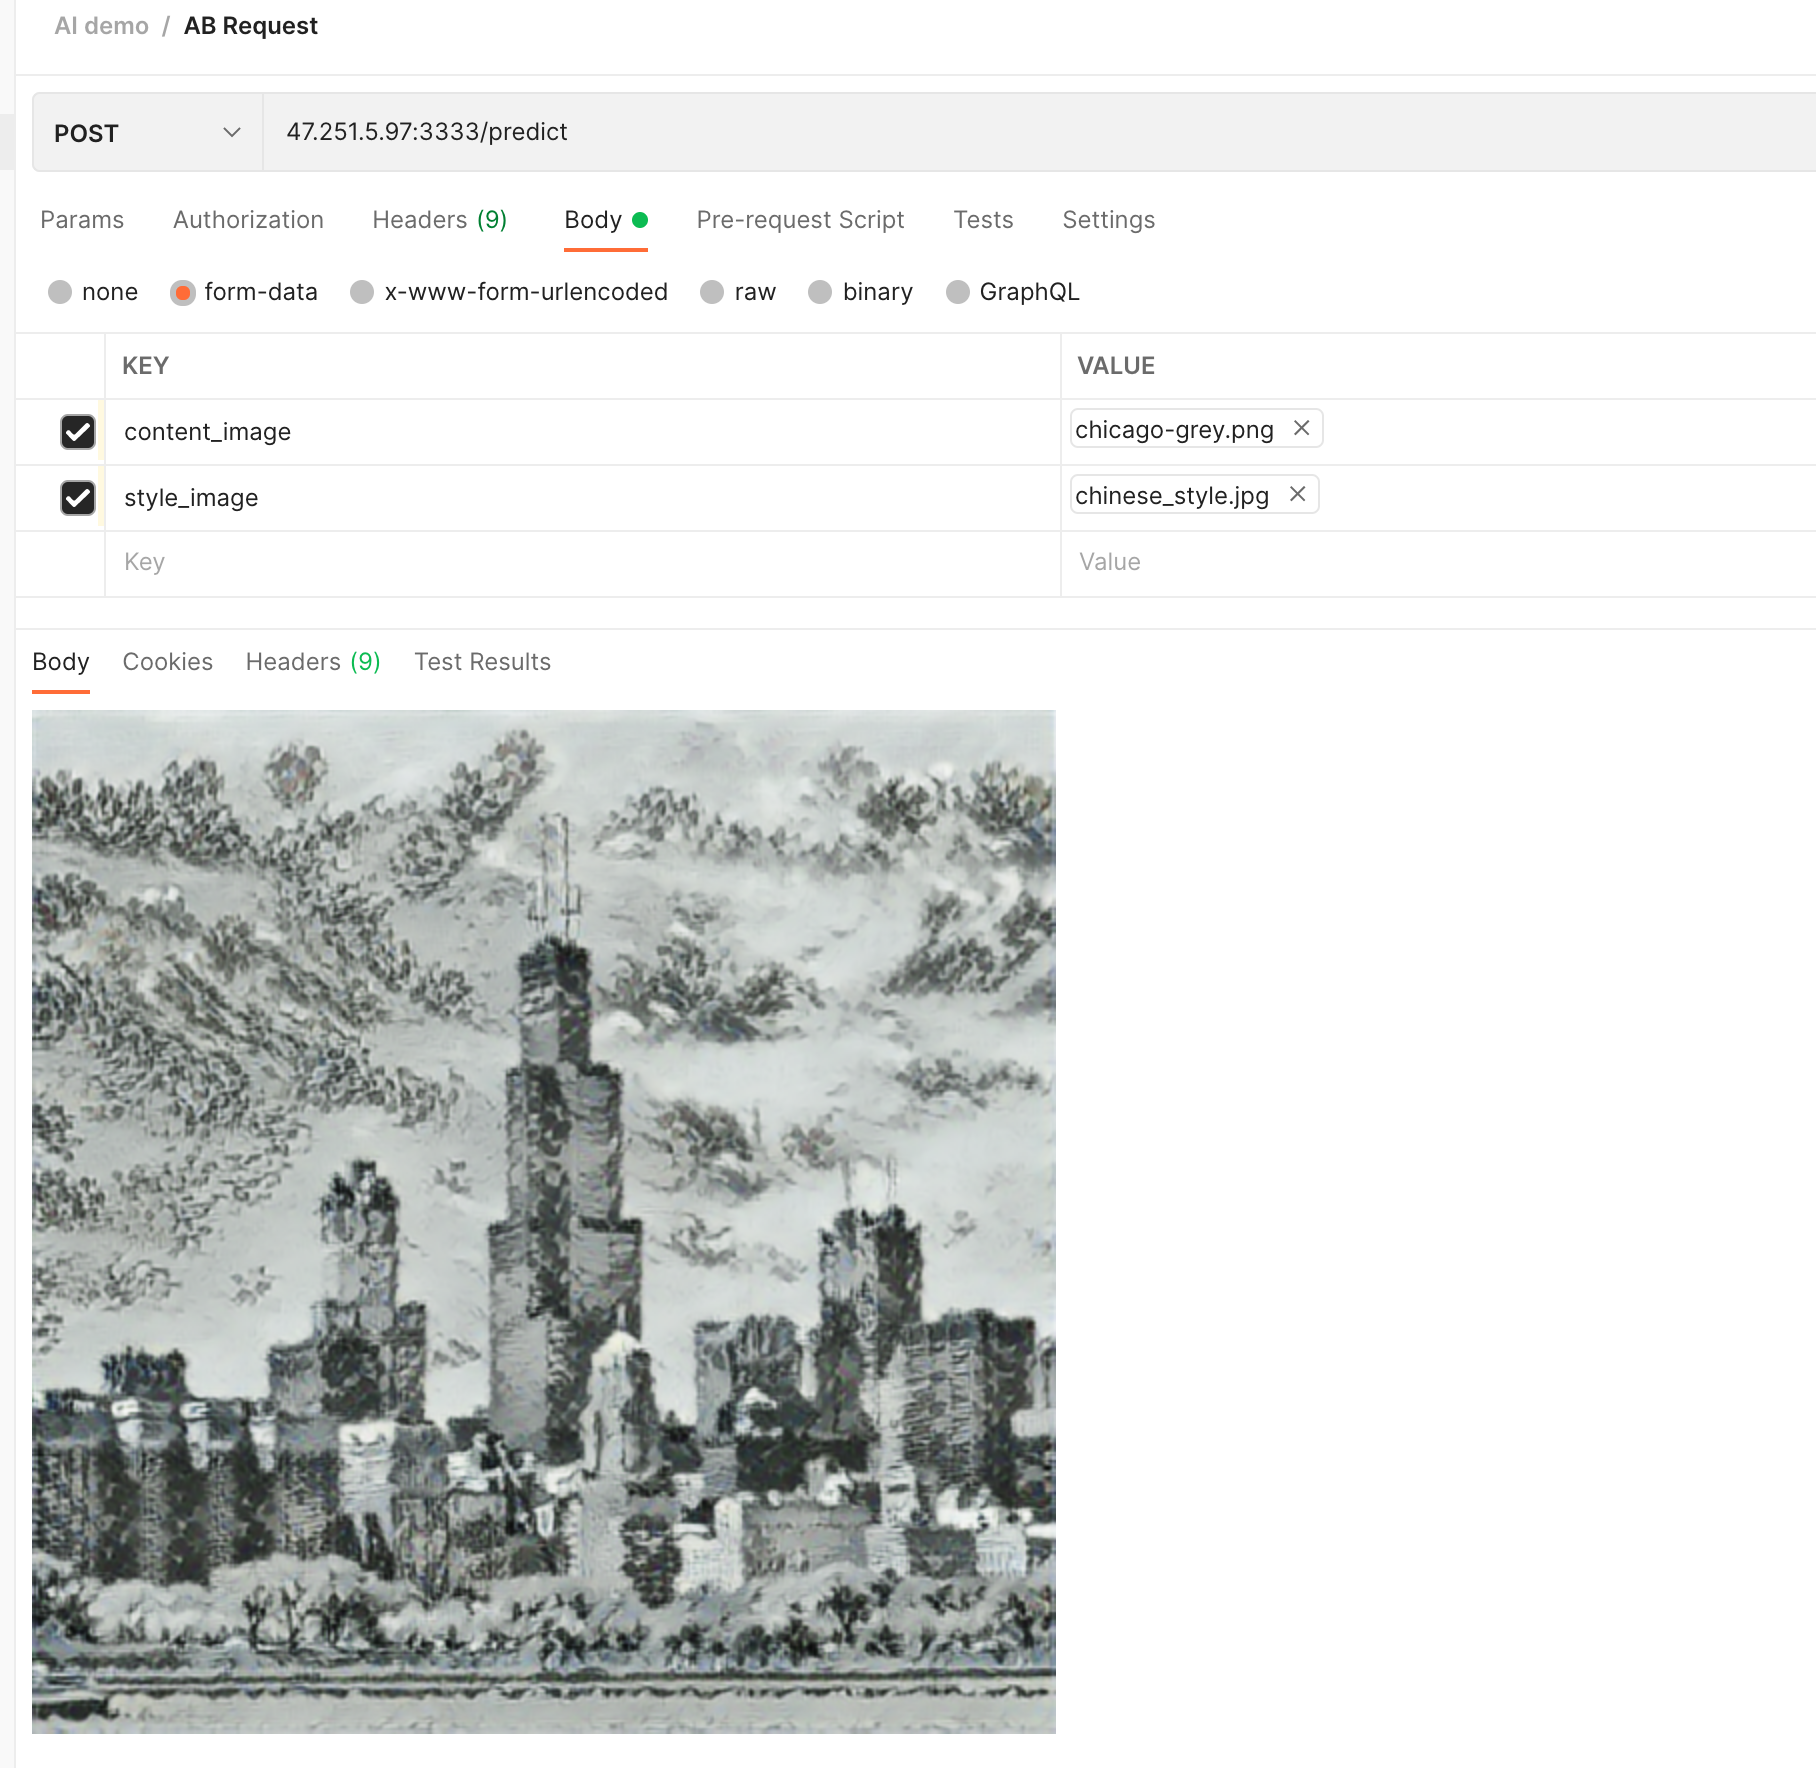 AI demo / AB Request
POST 47.251.5.97:3333/predict
Params Authorization Headers (9) Body Pre-request Script Tests Settings
none form-data x-www-form-urlencoded raw binary GraphQL
KEY VALUE
content_image chicago-grey.png
style_image chinese_style.jpg
Key Value
Body Cookies Headers (9) Test Results